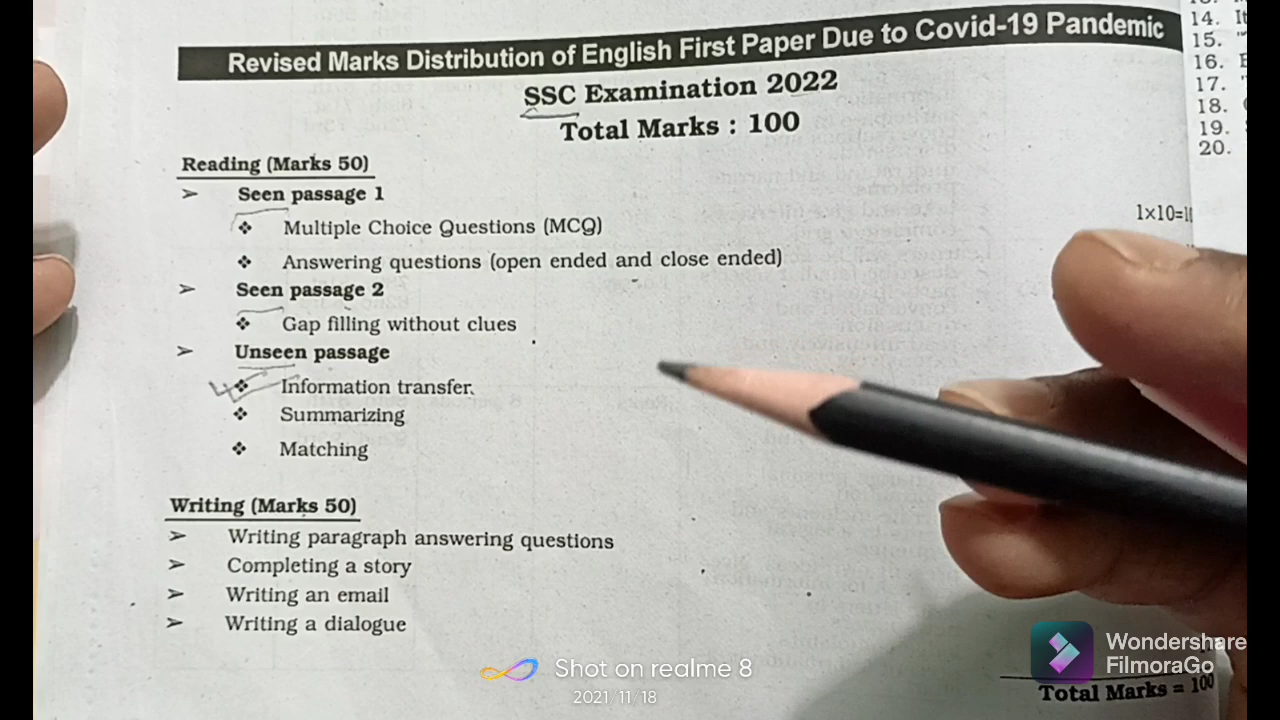 Revised Marks Distribution of English First Paper Due to Covid-19 Pandemic
SSC Examination 2022
Total Marks : 100
Reading (Marks 50)
➢ Seen passage 1
❖ Multiple Choice Questions (MCQ)
1×10=1
❖ Answering questions (open ended and close ended)
➢ Seen passage 2
❖ Gap filling without clues
➢ Unseen passage
❖ Information transfer
❖ Summarizing
❖ Matching
Writing (Marks 50)
➢ Writing paragraph answering questions
➢ Completing a story
➢ Writing an email
➢ Writing a dialogue
Total Marks = 100
14. It
15. "
16.
17. "
18.
19.
20.
Shot on realme 8
2021/11/18
Wondershare
FilmoraGo